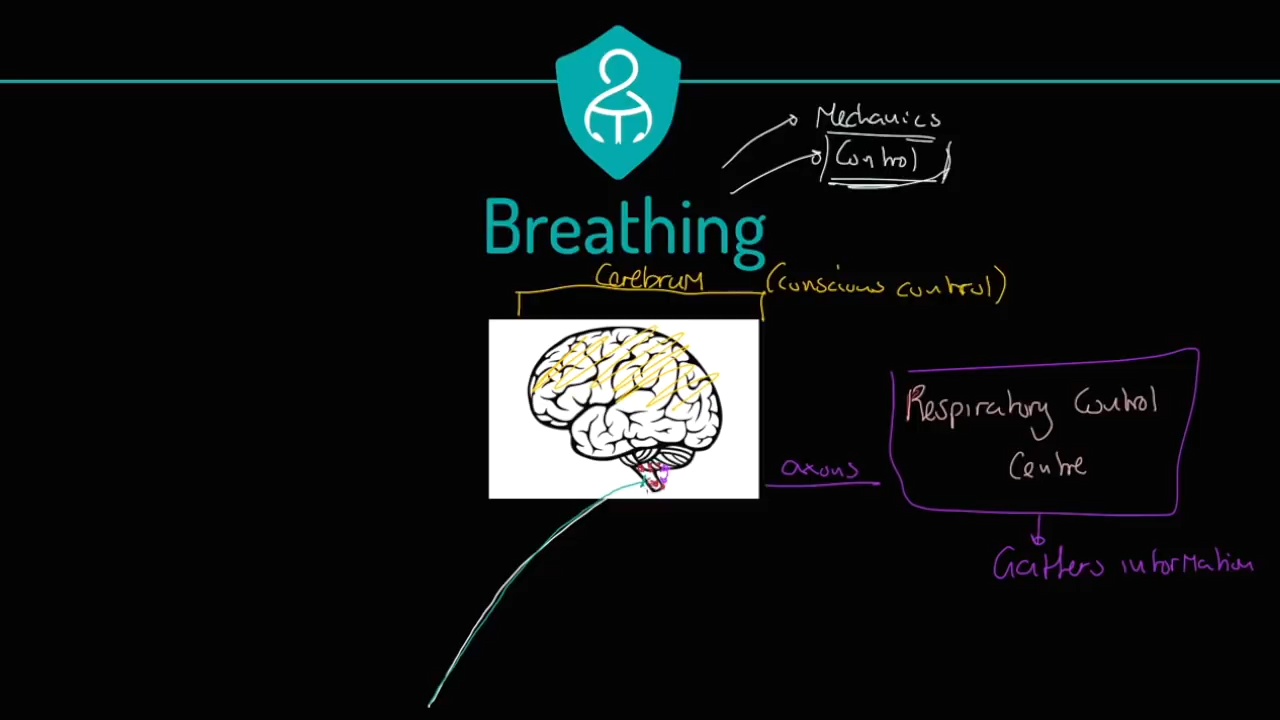 Mechanics
Control
Breathing
Cerebrum (conscious control)
Respiratory Control
Centre
axons
Gathers information